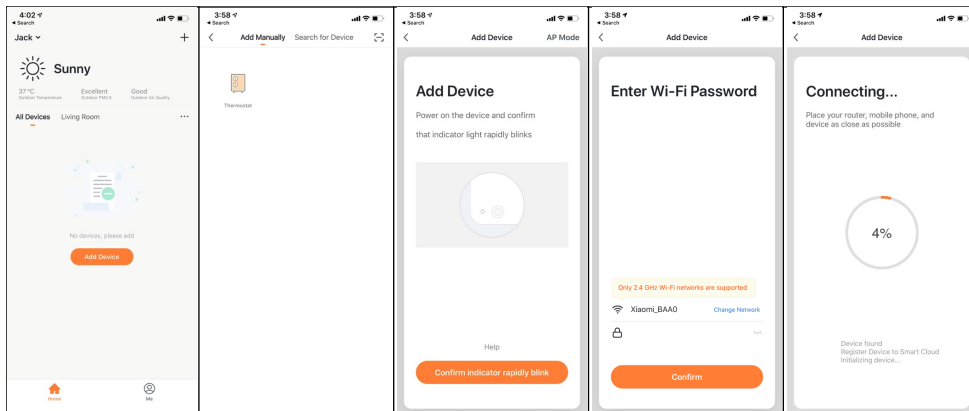 4:02
Search
Jack
Sunny
37 °C
Excellent
Good
Outdoor Temperature
Outdoor PM2.5
Outdoor Air Quality
All Devices
Living Room
No devices, please add
Add Device
Home
Me
3:58
Search
Add Manually
Search for Device
Thermostat
3:58
Search
Add Device
AP Mode
Add Device
Power on the device and confirm
that indicator light rapidly blinks
Help
Confirm indicator rapidly blink
3:58
Search
Add Device
Enter Wi-Fi Password
Only 2.4 GHz Wi-Fi networks are supported
Xiaomi_BAA0
Change Network
Confirm
3:58
Search
Add Device
Connecting...
Place your router, mobile phone, and
device as close as possible
4%
Device found
Register Device to Smart Cloud
Initializing device...